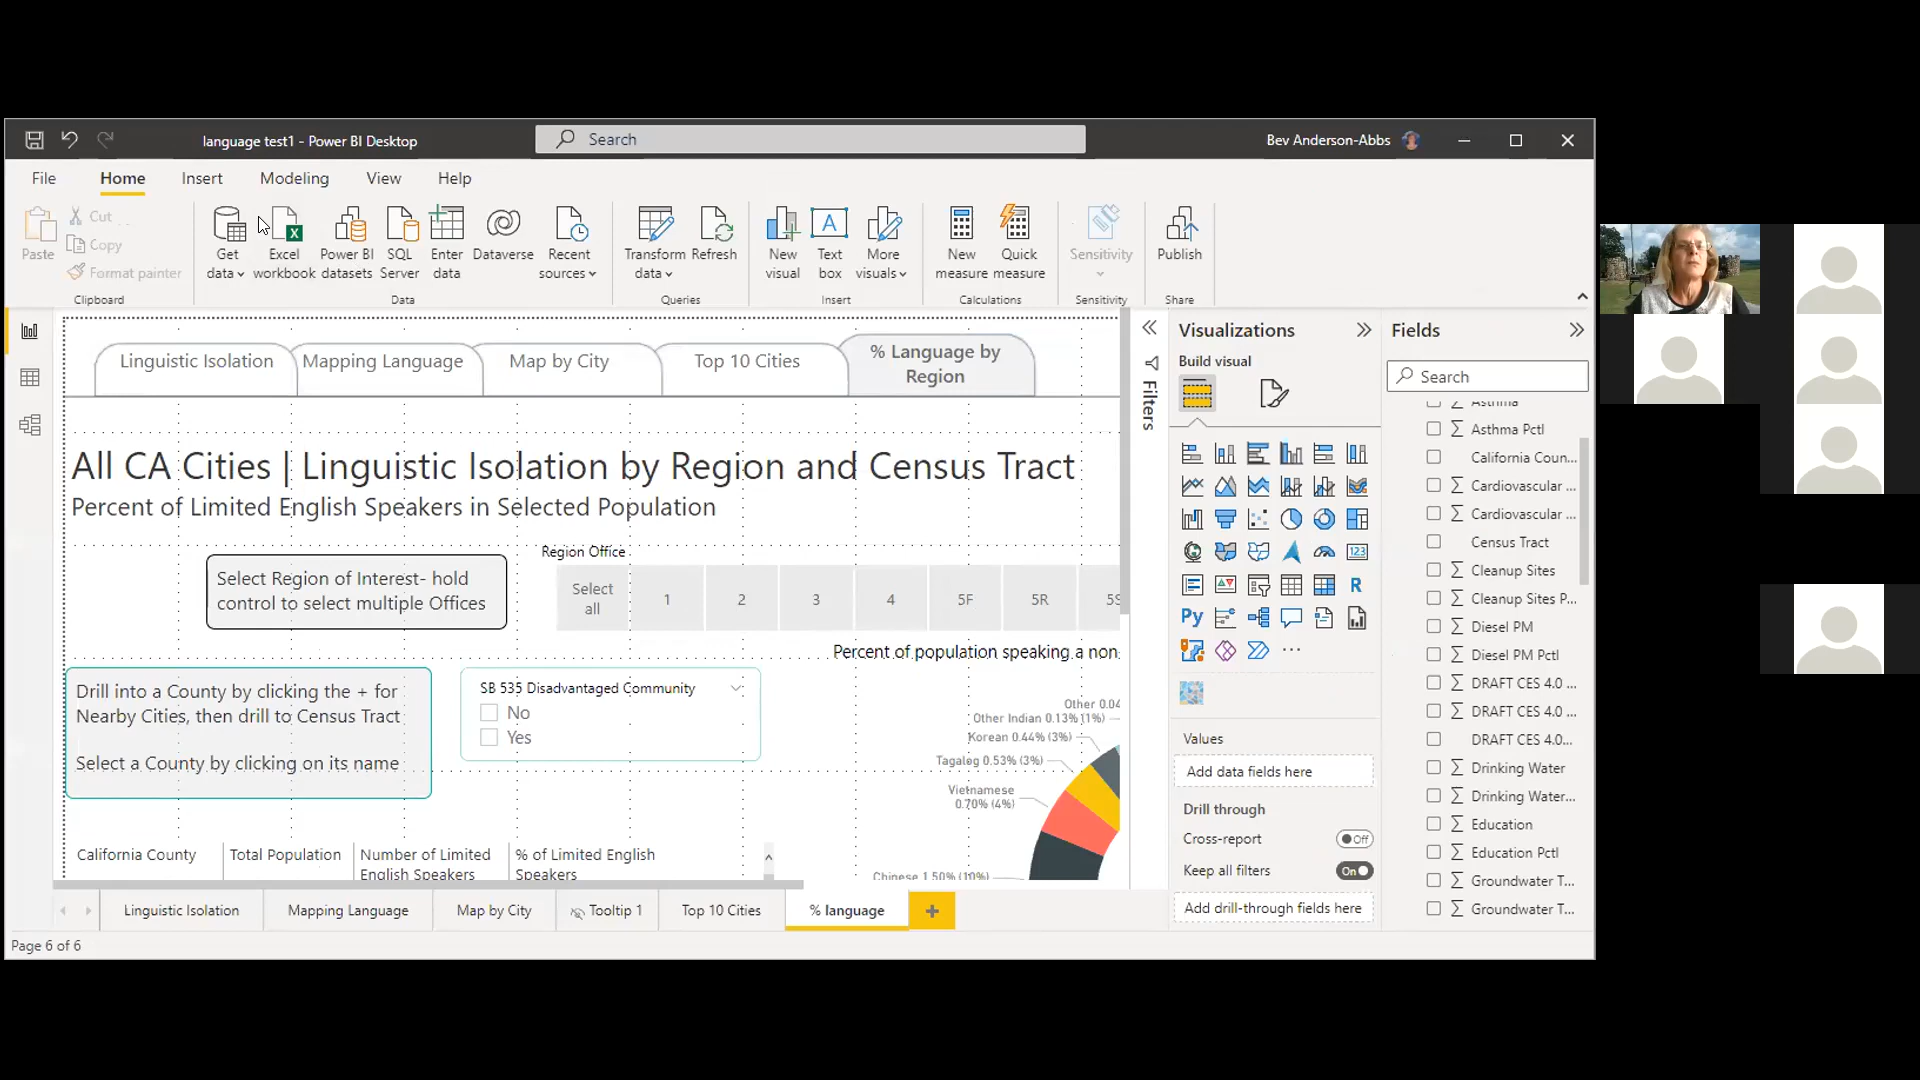 language test1 - Power BI Desktop
Search
Bev Anderson-Abbs
File
Home
Insert
Modeling
View
Help
Paste
Cut
Copy
Format painter
Clipboard
Get data
Excel workbook
Power BI datasets
SQL Server
Enter data
Dataverse
Recent sources
Data
Transform data
Refresh
Queries
New visual
Text box
More visuals
Insert
New measure
Quick measure
Calculations
Sensitivity
Sensitivity
Publish
Share
Linguistic Isolation
Mapping Language
Map by City
Top 10 Cities
% Language by
Region
All CA Cities | Linguistic Isolation by Region and Census Tract
Percent of Limited English Speakers in Selected Population
Select Region of Interest- hold
control to select multiple Offices
Region Office
Select all
1
2
3
4
5F
5R
5S
Percent of population speaking a non
Drill into a County by clicking the + for
Nearby Cities, then drill to Census Tract
Select a County by clicking on its name
SB 535 Disadvantaged Community
No
Yes
Other 0.04
Other Indian 0.13% (1%)
Korean 0.44% (3%)
Tagalog 0.53% (3%)
Vietnamese
0.70% (4%)
Chinese 1.50% (10%)
California County
Total Population
Number of Limited
English Speakers
% of Limited English
Speakers
Linguistic Isolation
Mapping Language
Map by City
Tooltip 1
Top 10 Cities
% language
+
Page 6 of 6
Filters
Visualizations
Build visual
123
R
Py
Values
Add data fields here
Drill through
Cross-report
Off
Keep all filters
On
Add drill-through fields here
Fields
Search
Asthma
Asthma Pctl
California Coun...
Cardiovascular ...
Cardiovascular ...
Census Tract
Cleanup Sites
Cleanup Sites P...
Diesel PM
Diesel PM Pctl
DRAFT CES 4.0 ...
DRAFT CES 4.0 ...
DRAFT CES 4.0...
Drinking Water
Drinking Water...
Education
Education Pctl
Groundwater T...
Groundwater T...